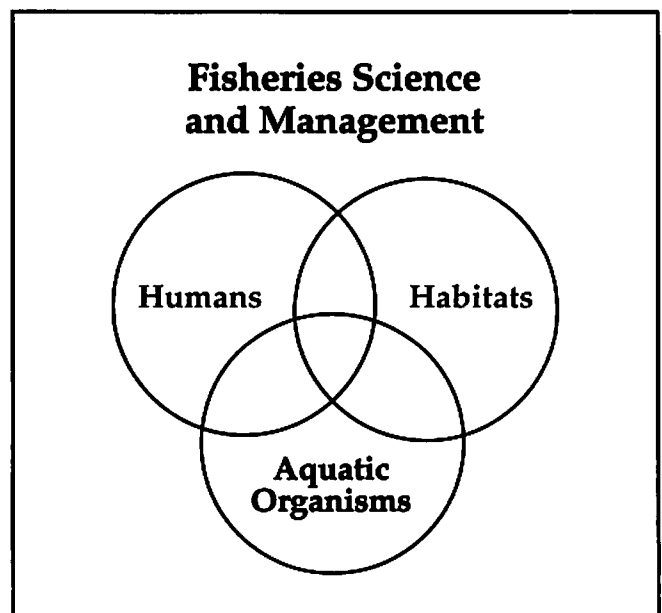 Fisheries Science
and Management
Humans
Habitats
Aquatic
Organisms